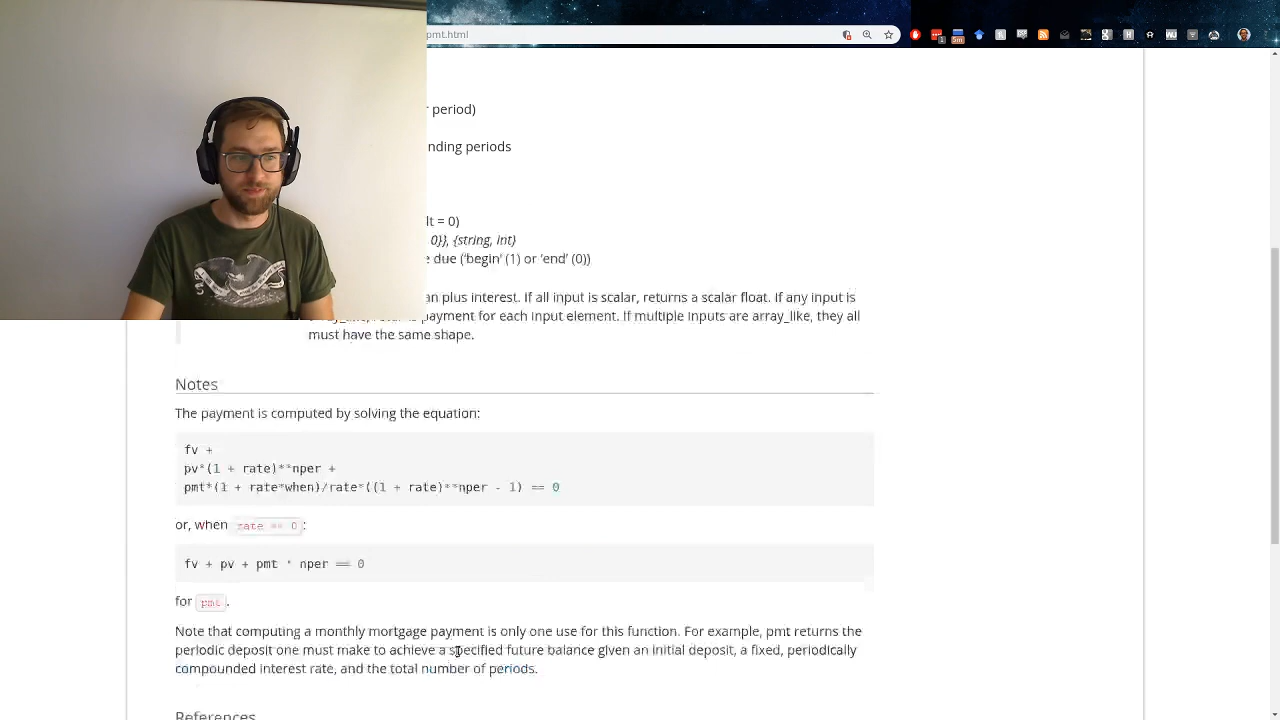 pmt.html
r period)
nding periods
lt = 0)
0}}, {string, int}
e due ('begin' (1) or 'end' (0))
an plus interest. If all input is scalar, returns a scalar float. If any input is
payment for each input element. If multiple inputs are array_like, they all
must have the same shape.
Notes
The payment is computed by solving the equation:
fv +
pv*(1 + rate)**nper +
pmt*(1 + rate*when)/rate*((1 + rate)**nper - 1) == 0
or, when rate == 0:
fv + pv + pmt * nper == 0
for pmt.
Note that computing a monthly mortgage payment is only one use for this function. For example, pmt returns the
periodic deposit one must make to achieve a specified future balance given an initial deposit, a fixed, periodically
compounded interest rate, and the total number of periods.
References